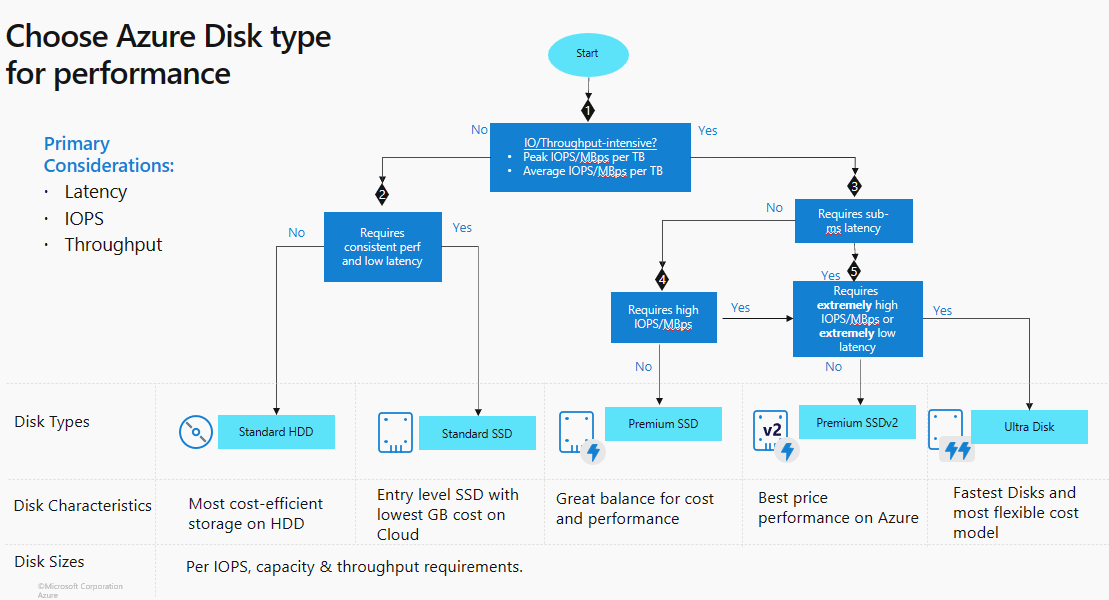 Choose Azure Disk type
for performance
Start
1
Primary
Considerations:
• Latency
• IOPS
• Throughput
No
IO/Throughput-intensive?
• Peak IOPS/MBps per TB
• Average IOPS/MBps per TB
Yes
2
3
No
Requires
consistent perf
and low latency
Yes
No
Requires sub-
ms latency
Yes
4
5
Requires high
IOPS/MBps
Yes
Requires
extremely high
IOPS/MBps or
extremely low
latency
Yes
No
No
Disk Types
Standard HDD
Standard SSD
Premium SSD
v2
Premium SSDv2
Ultra Disk
Disk Characteristics
Most cost-efficient
storage on HDD
Entry level SSD with
lowest GB cost on
Cloud
Great balance for cost
and performance
Best price
performance on Azure
Fastest Disks and
most flexible cost
model
Disk Sizes
Per IOPS, capacity & throughput requirements.
©Microsoft Corporation
Azure